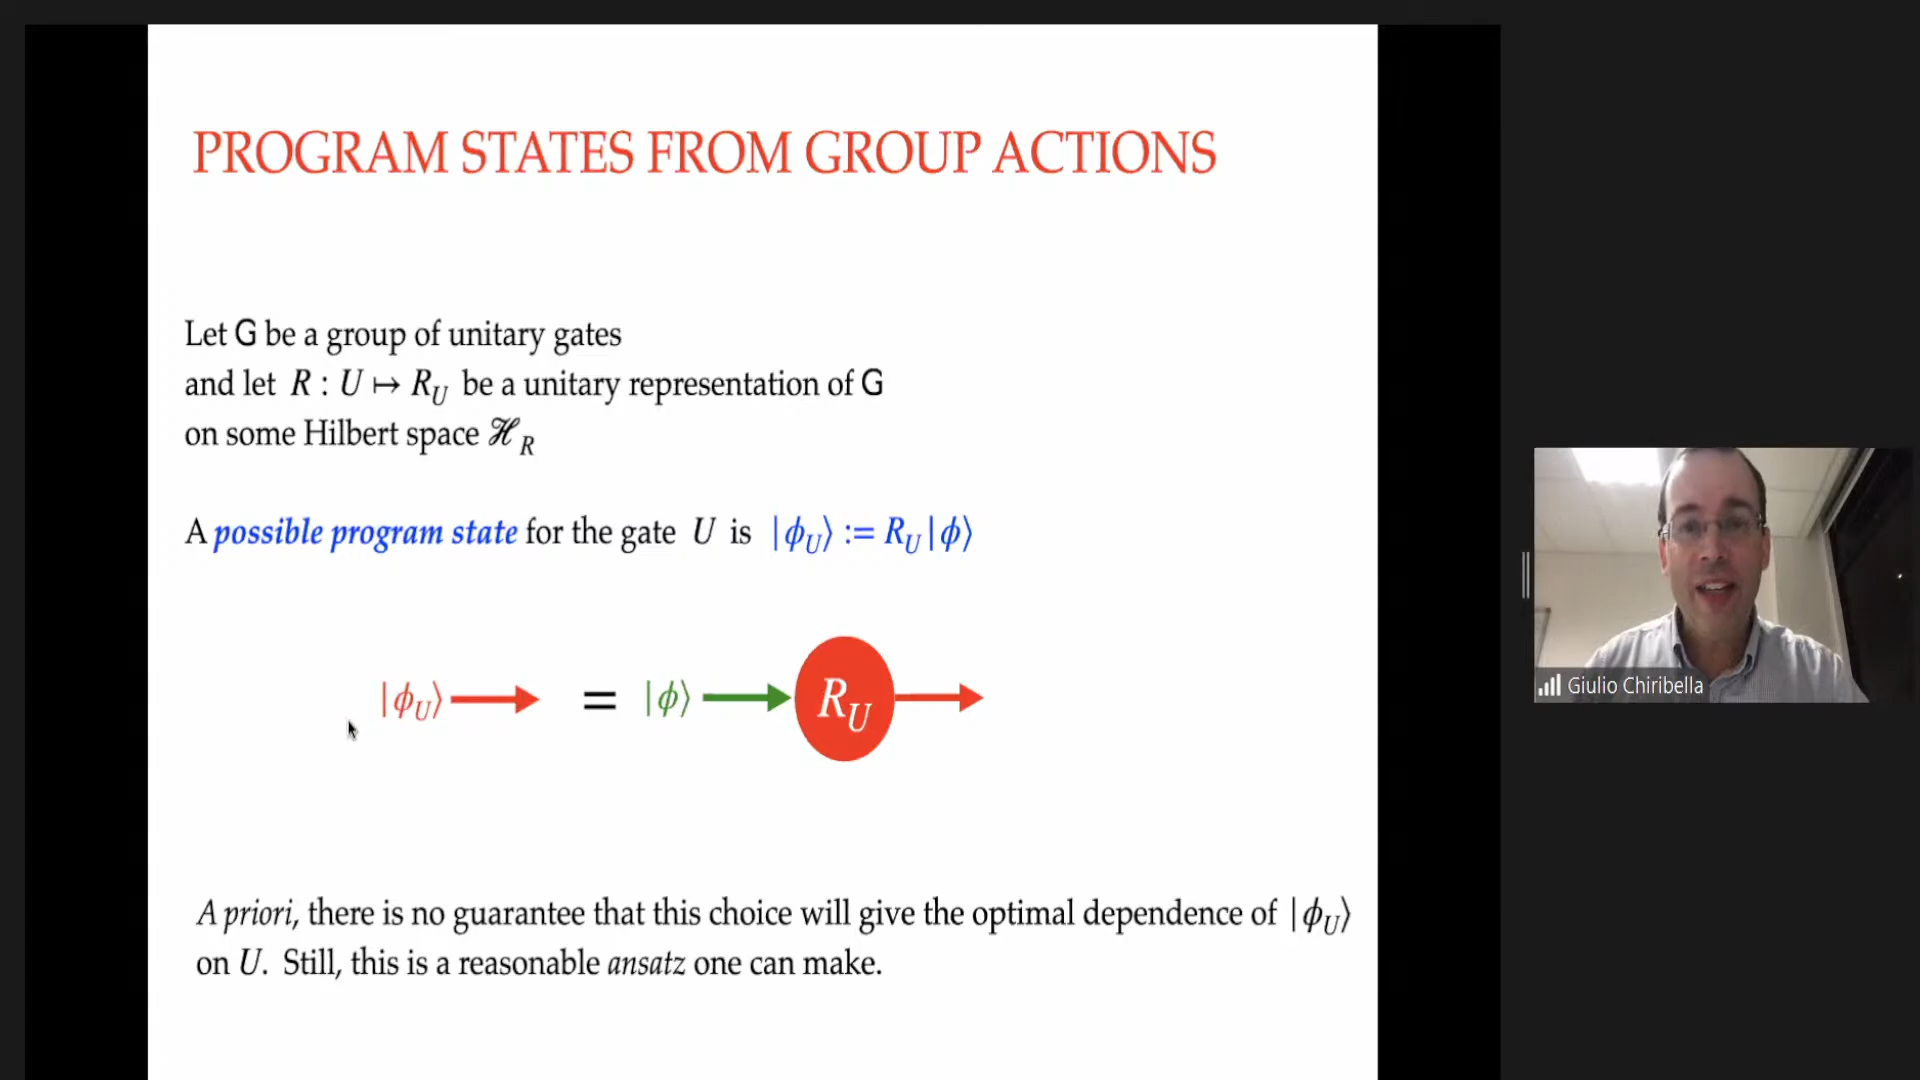 PROGRAM STATES FROM GROUP ACTIONS
Let G be a group of unitary gates
and let R : U ↦ R_U be a unitary representation of G
on some Hilbert space ℋ_R
A possible program state for the gate U is |ϕ_U⟩ := R_U|ϕ⟩
|ϕ_U⟩ = |ϕ⟩ R_U
A priori, there is no guarantee that this choice will give the optimal dependence of |ϕ_U⟩
on U. Still, this is a reasonable ansatz one can make.
Giulio Chiribella